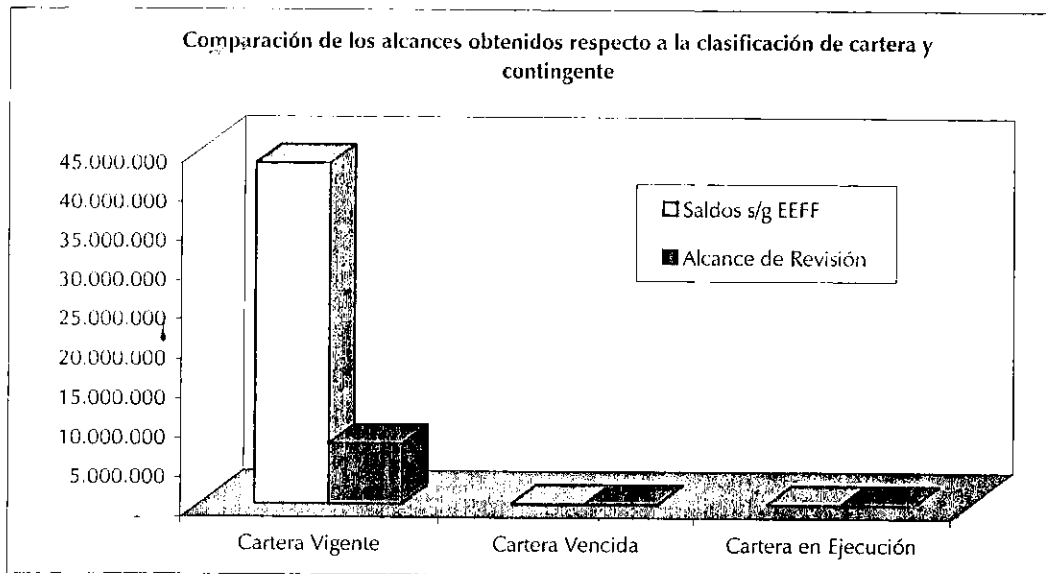 Comparación de los alcances obtenidos respecto a la clasificación de cartera y
contingente
45.000.000
40.000.000
35.000.000
30.000.000
25.000.000
20.000.000
15.000.000
10.000.000
5.000.000
-
Saldos s/g EEFF
Alcance de Revisión
Cartera Vigente
Cartera Vencida
Cartera en Ejecución